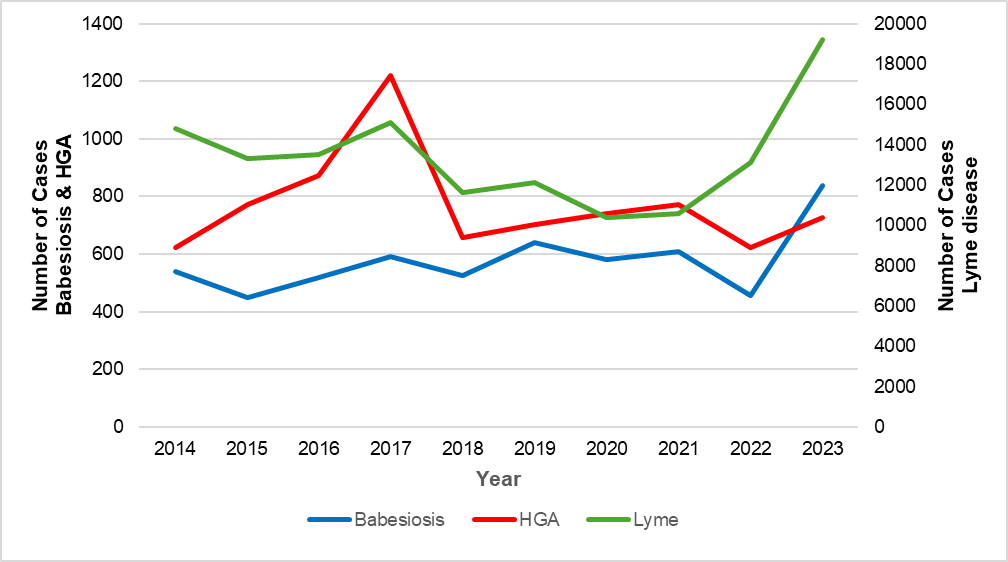 1400
1200
1000
800
600
400
200
0
Number of Cases
Babesiosis & HGA
20000
18000
16000
14000
12000
10000
8000
6000
4000
2000
0
Number of Cases
Lyme disease
2014 2015 2016 2017 2018 2019 2020 2021 2022 2023
Year
Babesiosis HGA Lyme